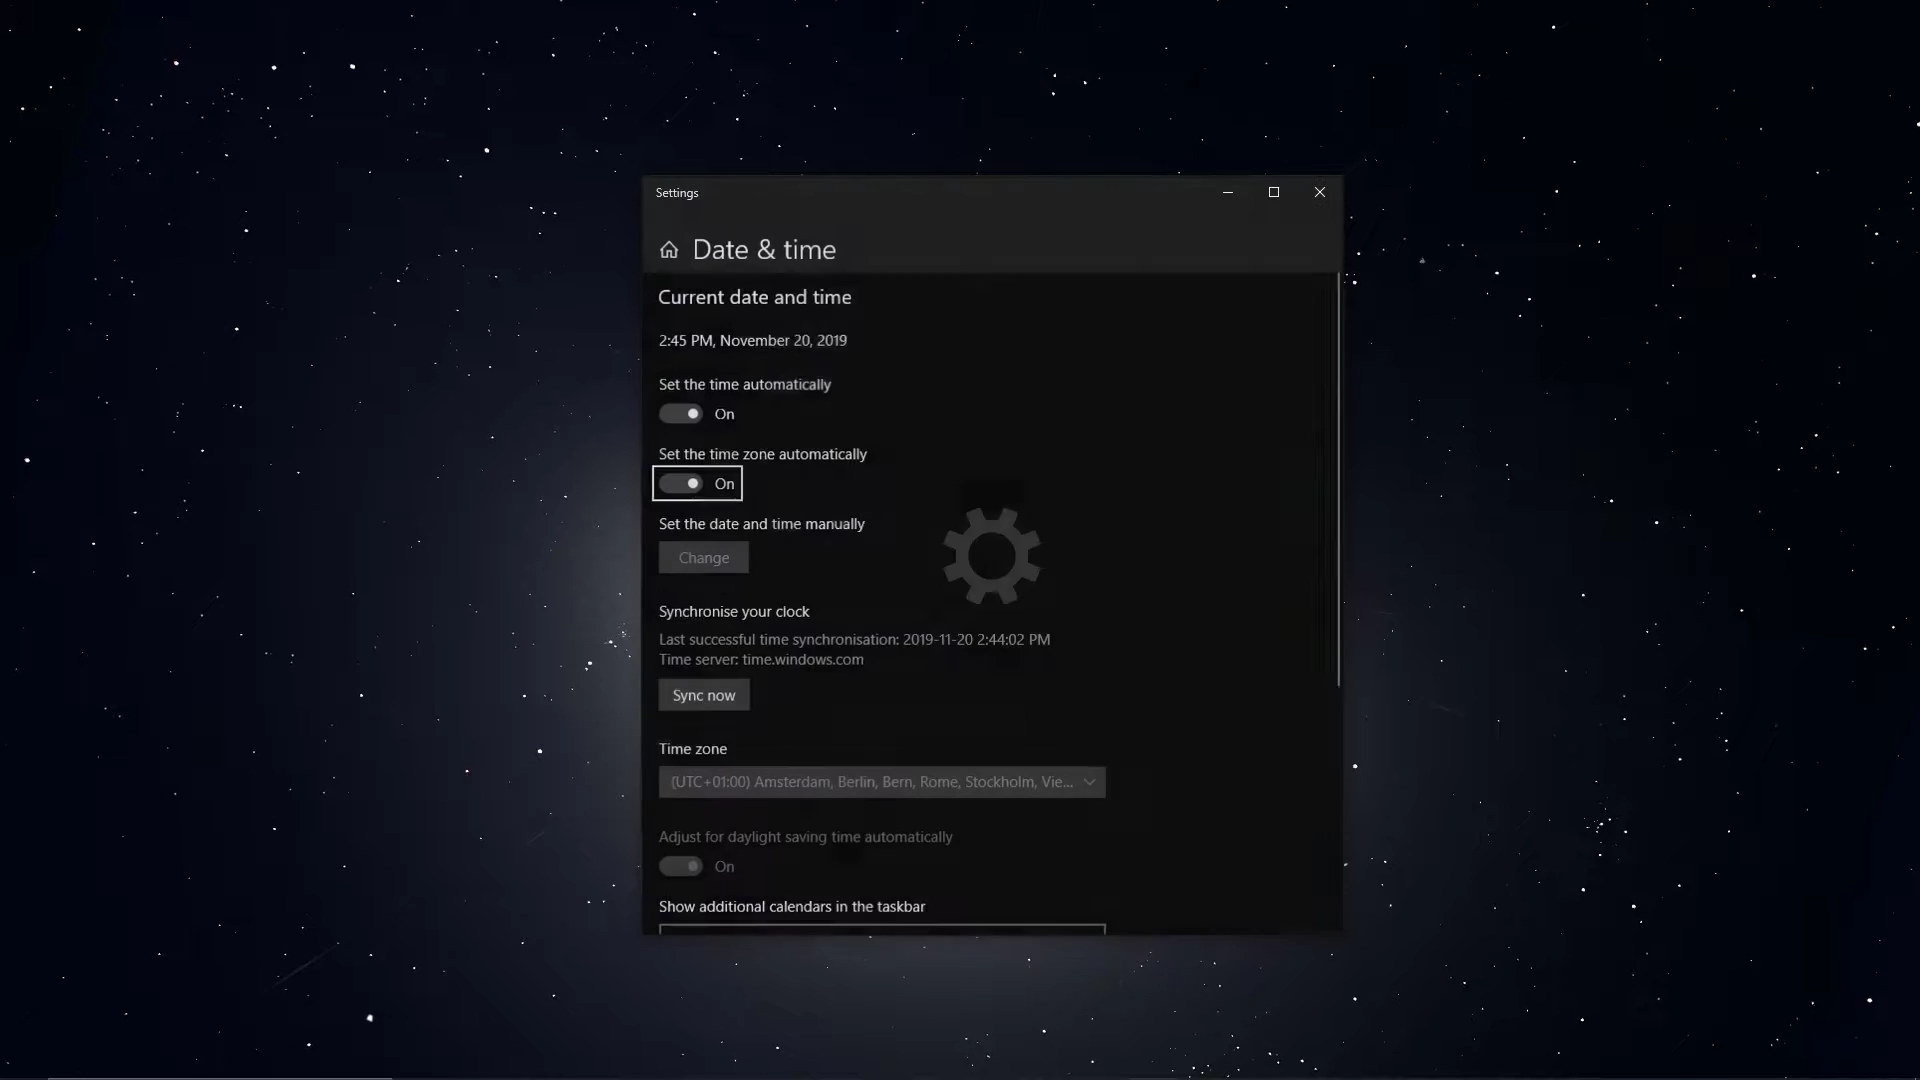 Settings
Date & time
Current date and time
2:45 PM, November 20, 2019
Set the time automatically
On
Set the time zone automatically
On
Set the date and time manually
Change
Synchronise your clock
Last successful time synchronisation: 2019-11-20 2:44:02 PM
Time server: time.windows.com
Sync now
Time zone
(UTC+01:00) Amsterdam, Berlin, Bern, Rome, Stockholm, Vie...
Adjust for daylight saving time automatically
On
Show additional calendars in the taskbar